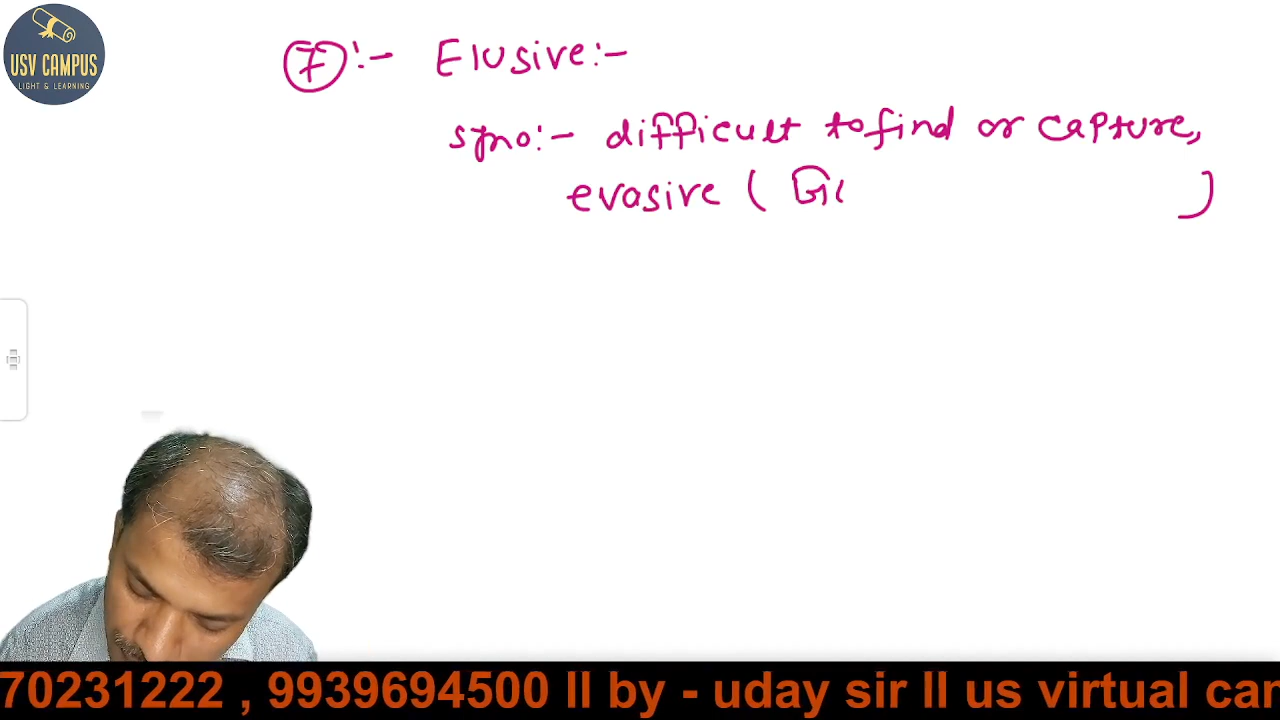 USV CAMPUS
LIGHT & LEARNING
7:- Elusive:-
syno:- difficult to find or capture,
evasive ( )
70231222 , 9939694500 ll by - uday sir ll us virtual cam